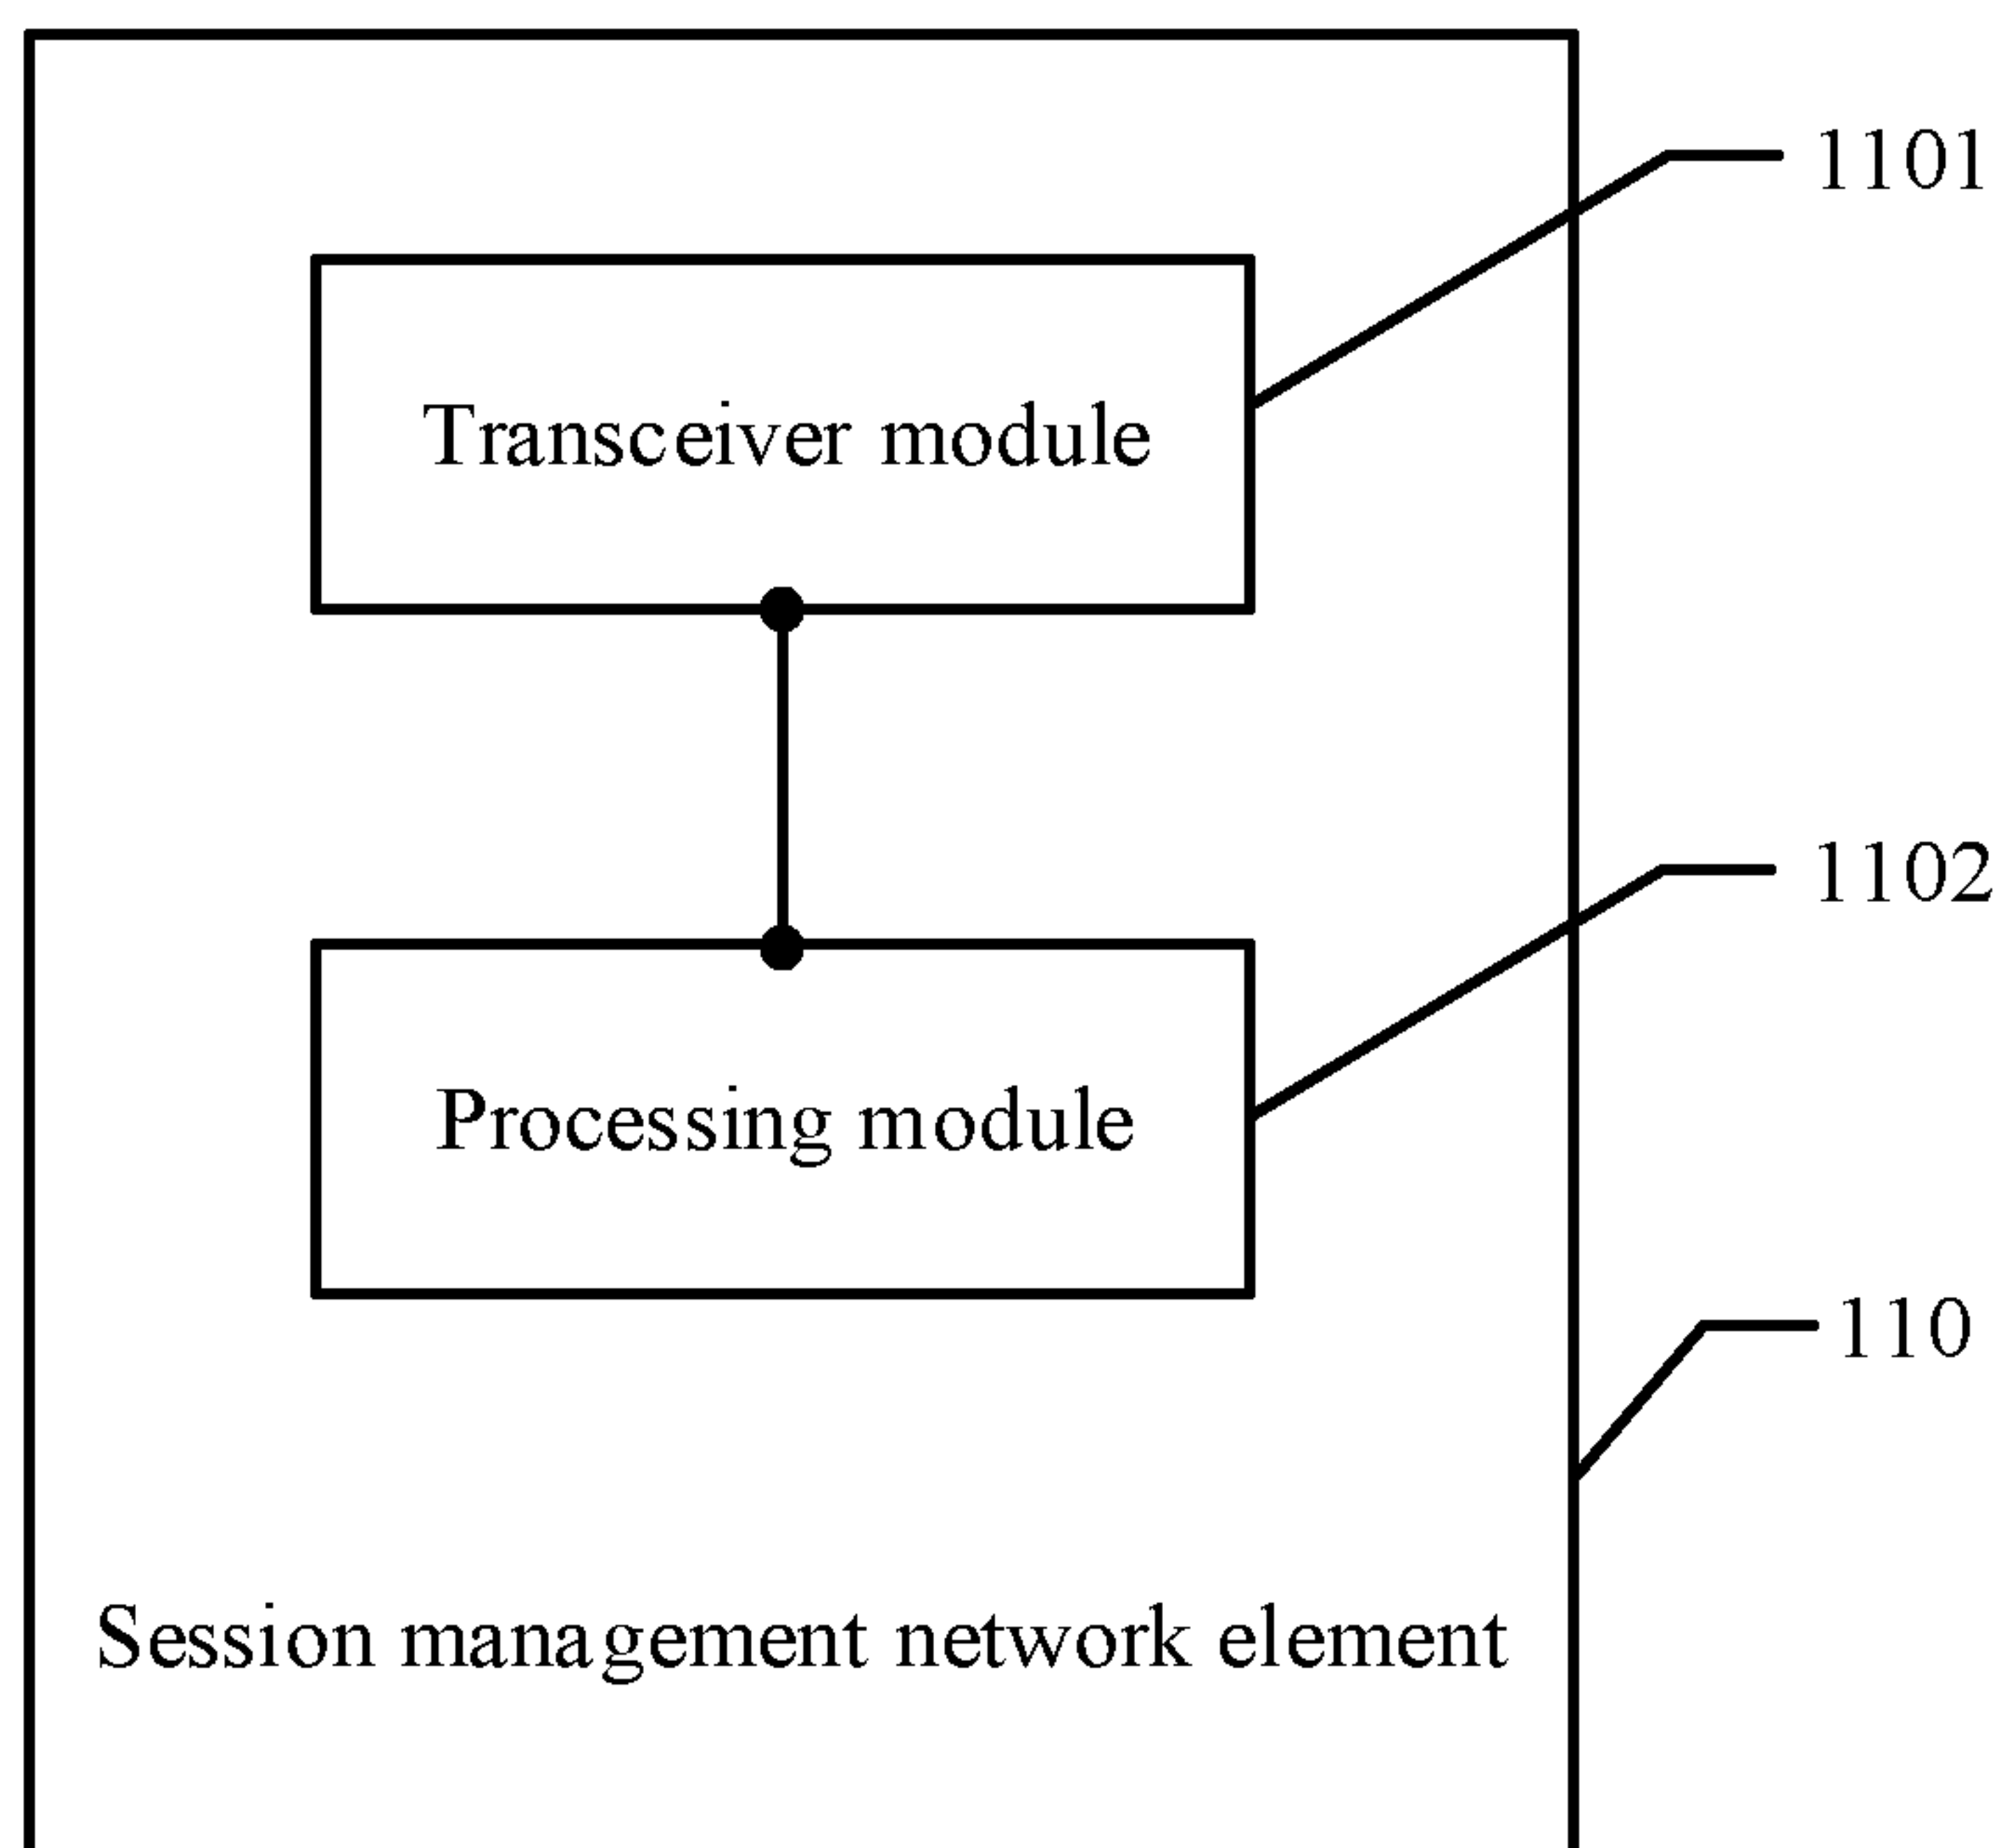 1101
Transceiver module
1102
Processing module
110
Session management network element